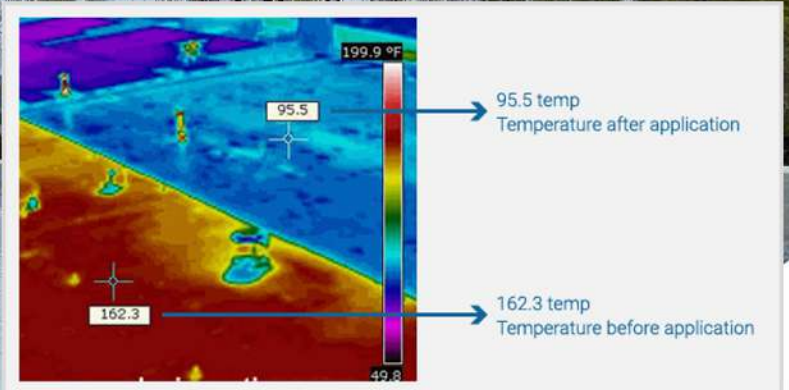 199.9 °F
95.5
95.5 temp
Temperature after application
162.3
162.3 temp
Temperature before application
49.8